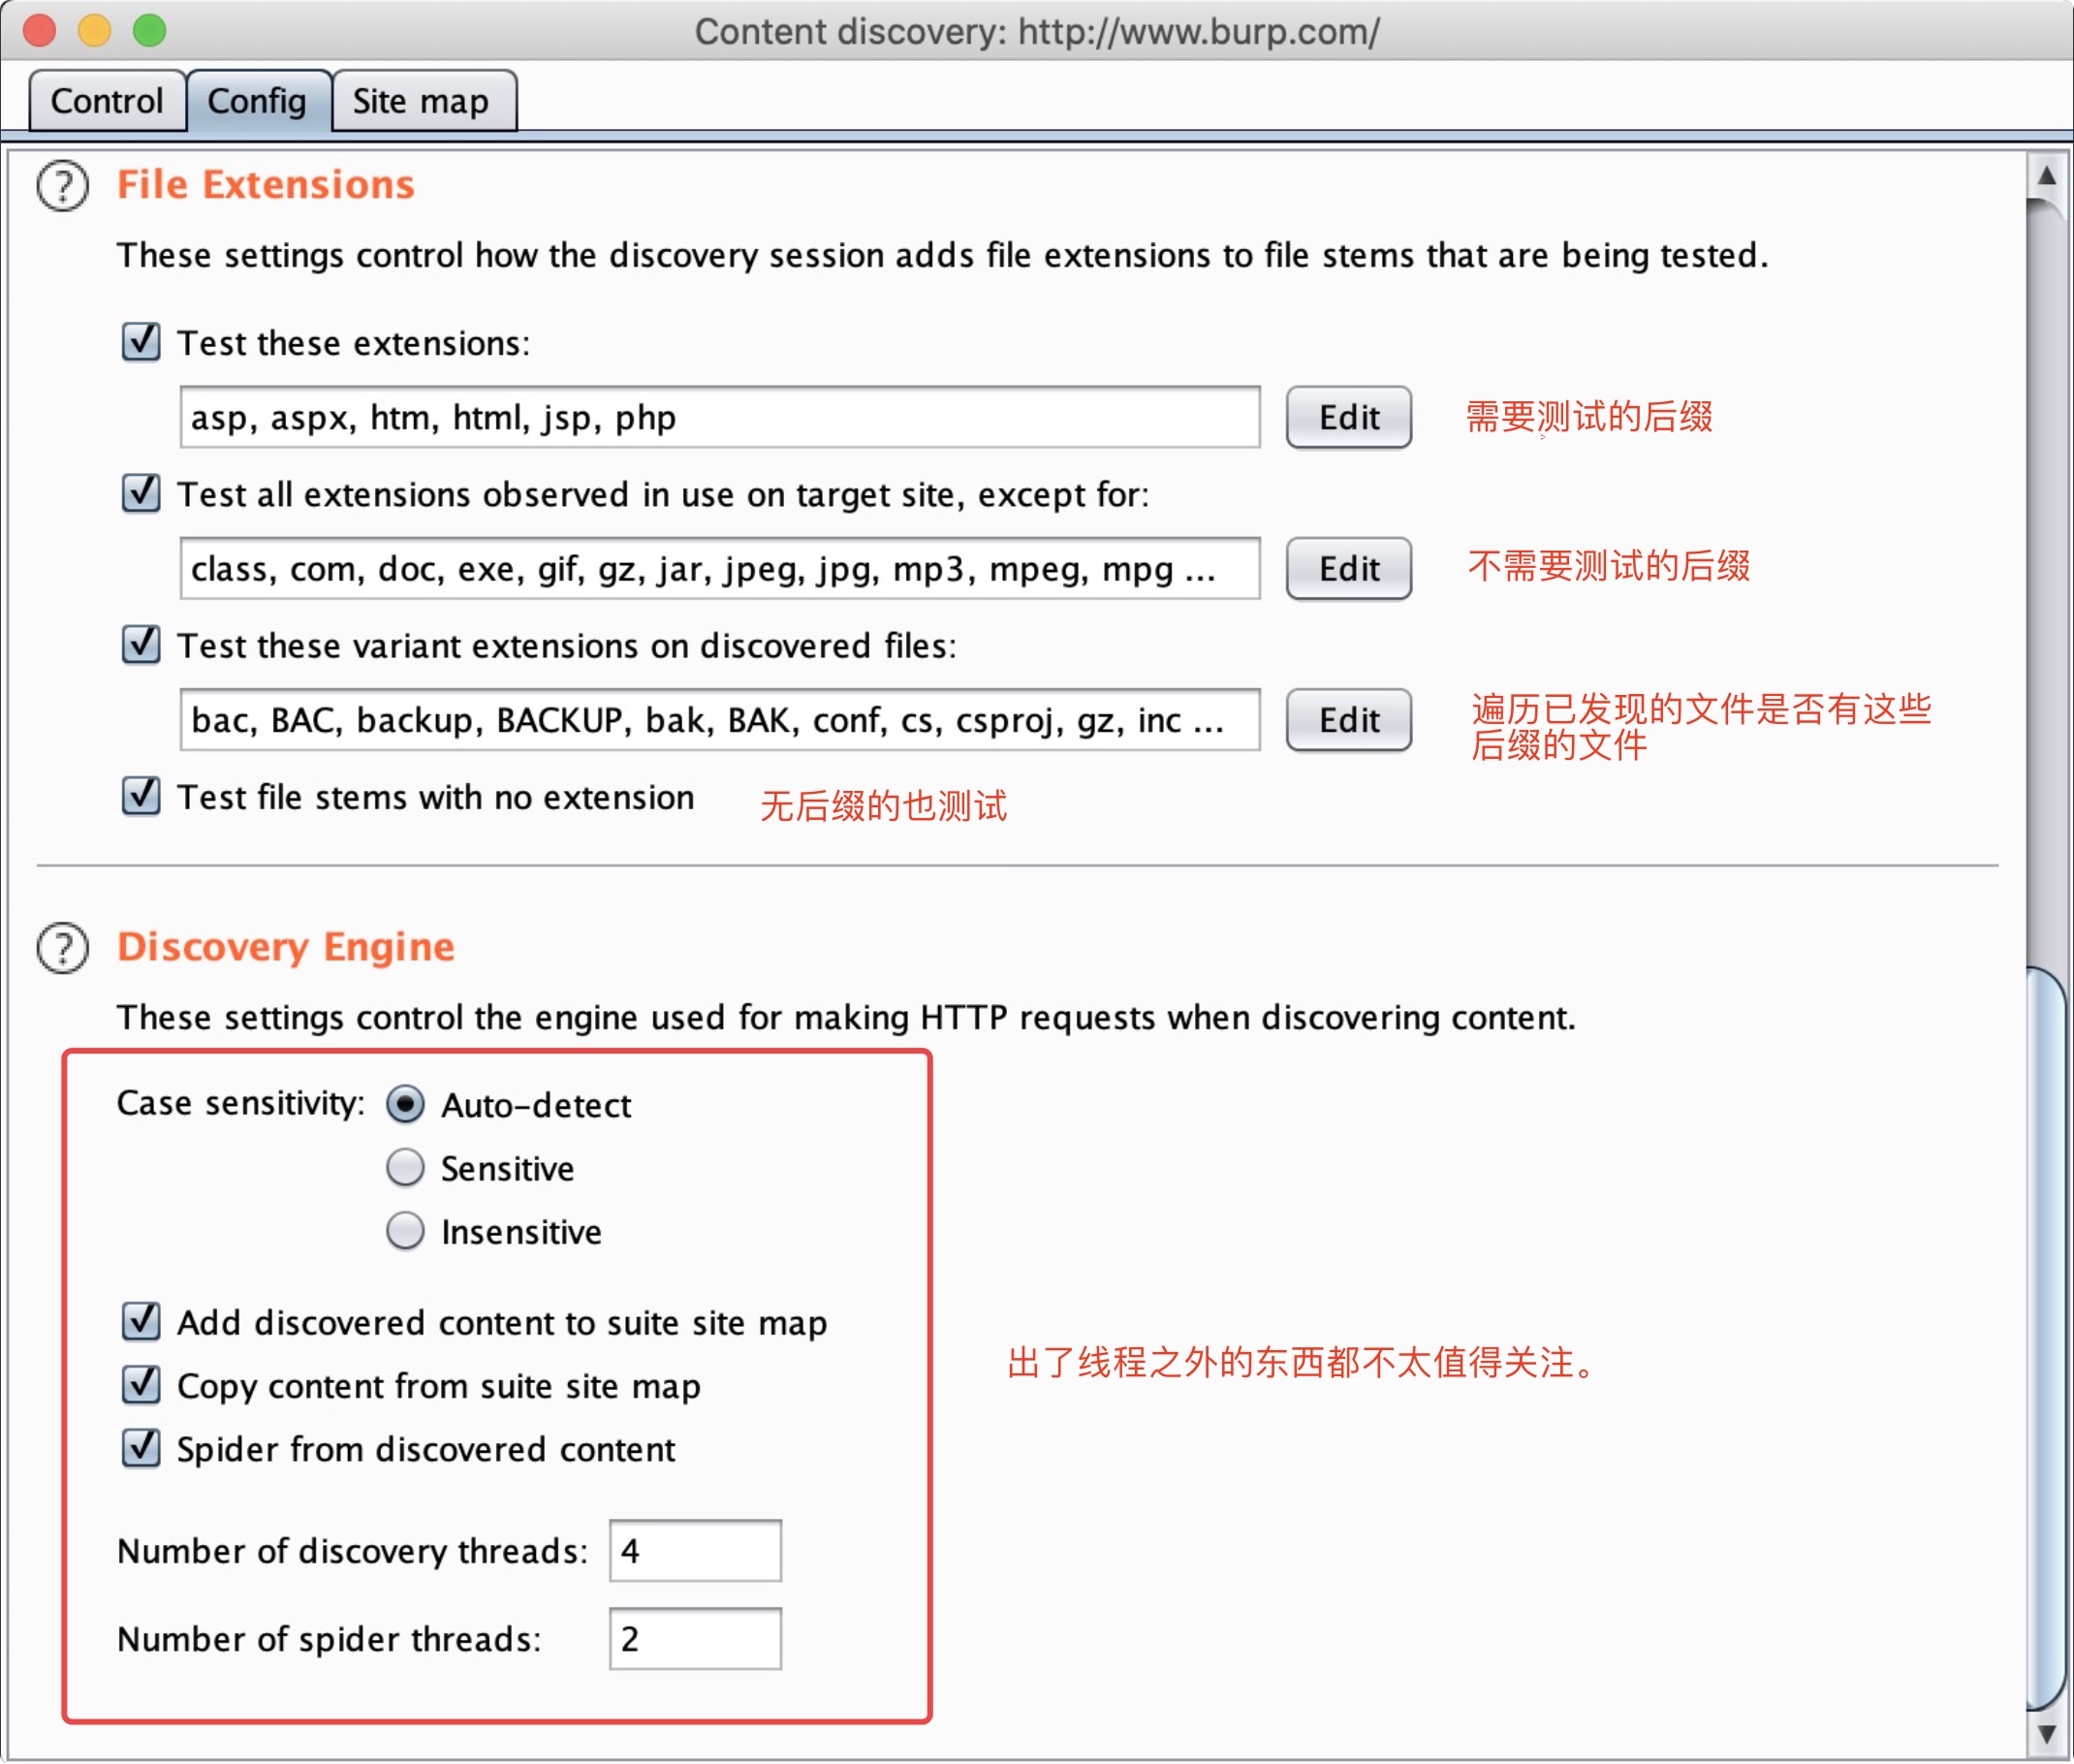 Content discovery: http://www.burp.com/
Control
Config
Site map
? File Extensions
These settings control how the discovery session adds file extensions to file stems that are being tested.
Test these extensions:
asp, aspx, htm, html, jsp, php
Edit
需要测试的后缀
Test all extensions observed in use on target site, except for:
class, com, doc, exe, gif, gz, jar, jpeg, jpg, mp3, mpeg, mpg ...
Edit
不需要测试的后缀
Test these variant extensions on discovered files:
bac, BAC, backup, BACKUP, bak, BAK, conf, cs, csproj, gz, inc ...
Edit
遍历已发现的文件是否有这些
后缀的文件
Test file stems with no extension
无后缀的也测试
? Discovery Engine
These settings control the engine used for making HTTP requests when discovering content.
Case sensitivity:
Auto-detect
Sensitive
Insensitive
Add discovered content to suite site map
Copy content from suite site map
Spider from discovered content
出了线程之外的东西都不太值得关注。
Number of discovery threads: 4
Number of spider threads: 2